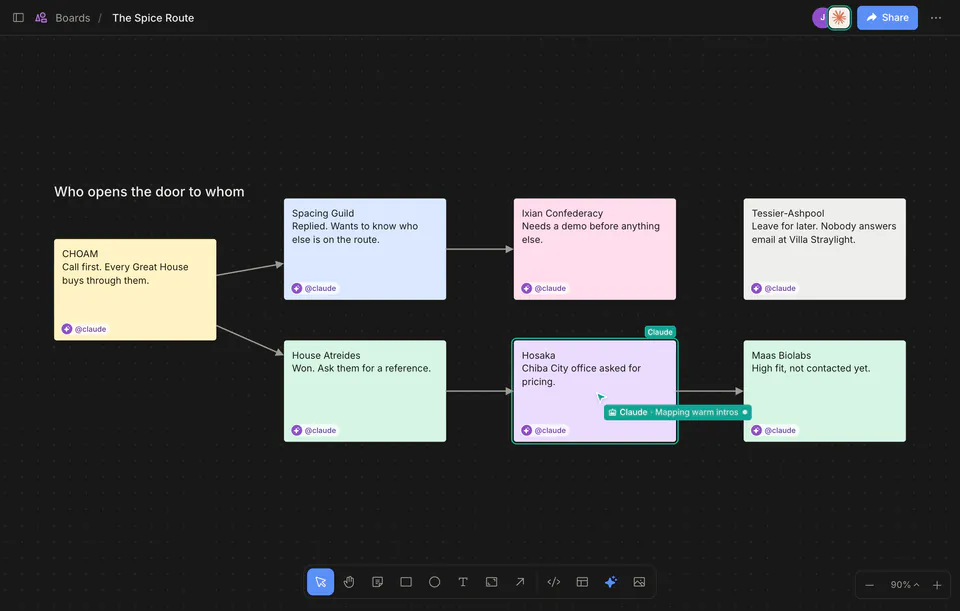 Boards / The Spice Route
J
Share
Who opens the door to whom
CHOAM
Call first. Every Great House
buys through them.
@claude
Spacing Guild
Replied. Wants to know who
else is on the route.
@claude
Ixian Confederacy
Needs a demo before anything
else.
@claude
Tessier-Ashpool
Leave for later. Nobody answers
email at Villa Straylight.
@claude
House Atreides
Won. Ask them for a reference.
@claude
Claude
Hosaka
Chiba City office asked for
pricing.
Claude · Mapping warm intros
@claude
Maas Biolabs
High fit, not contacted yet.
@claude
T
90%